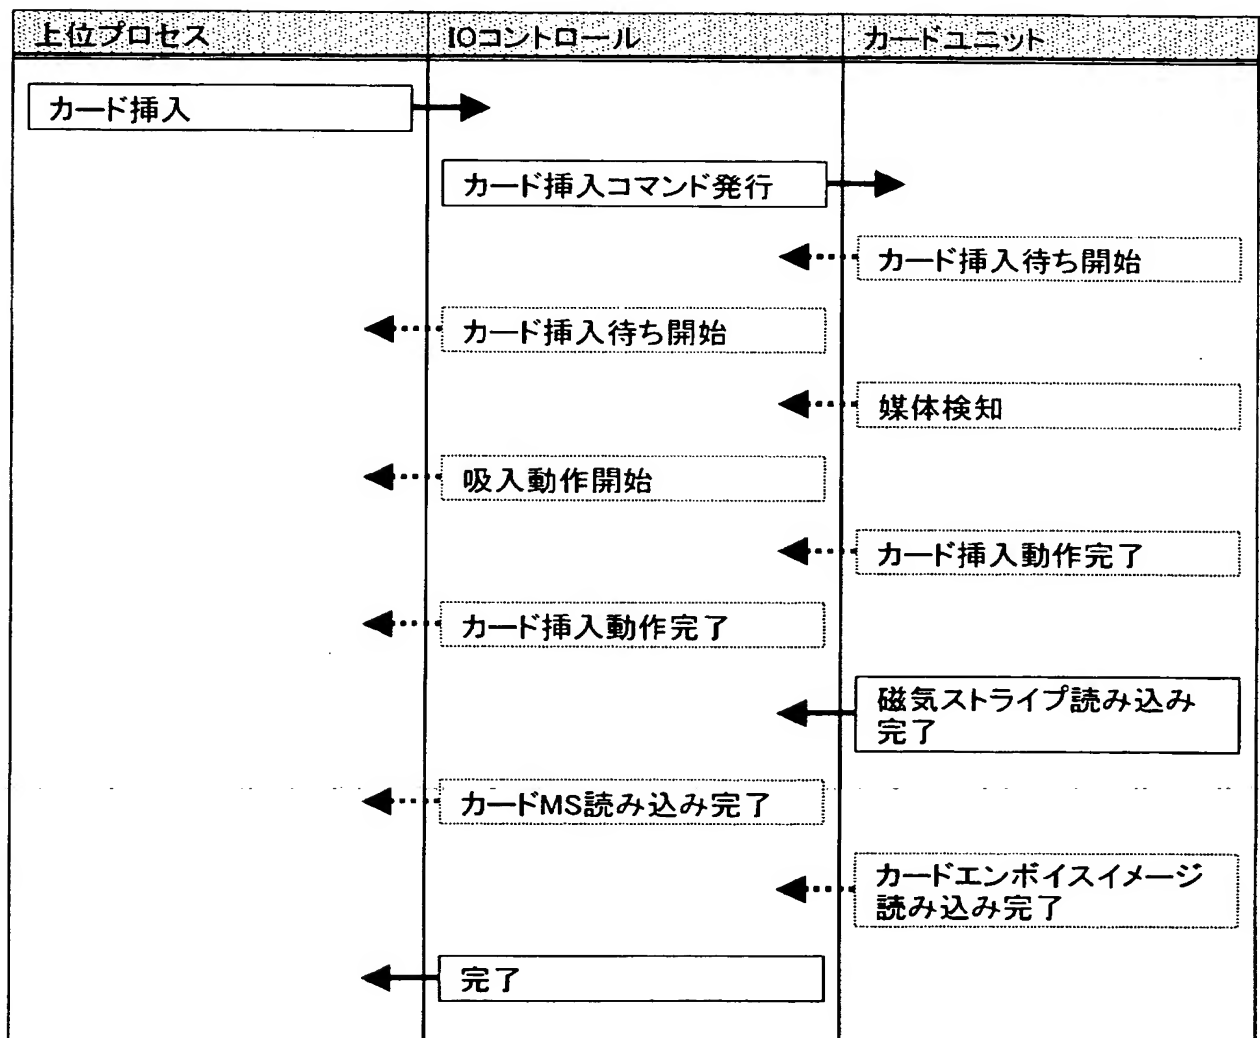 上位プロセス
IOコントロール
カードユニット
カード挿入
カード挿入コマンド発行
カード挿入待ち開始
カード挿入待ち開始
媒体検知
吸入動作開始
カード挿入動作完了
カード挿入動作完了
磁気ストライプ読み込み
完了
カードMS読み込み完了
カードエンボイスイメージ
読み込み完了
完了